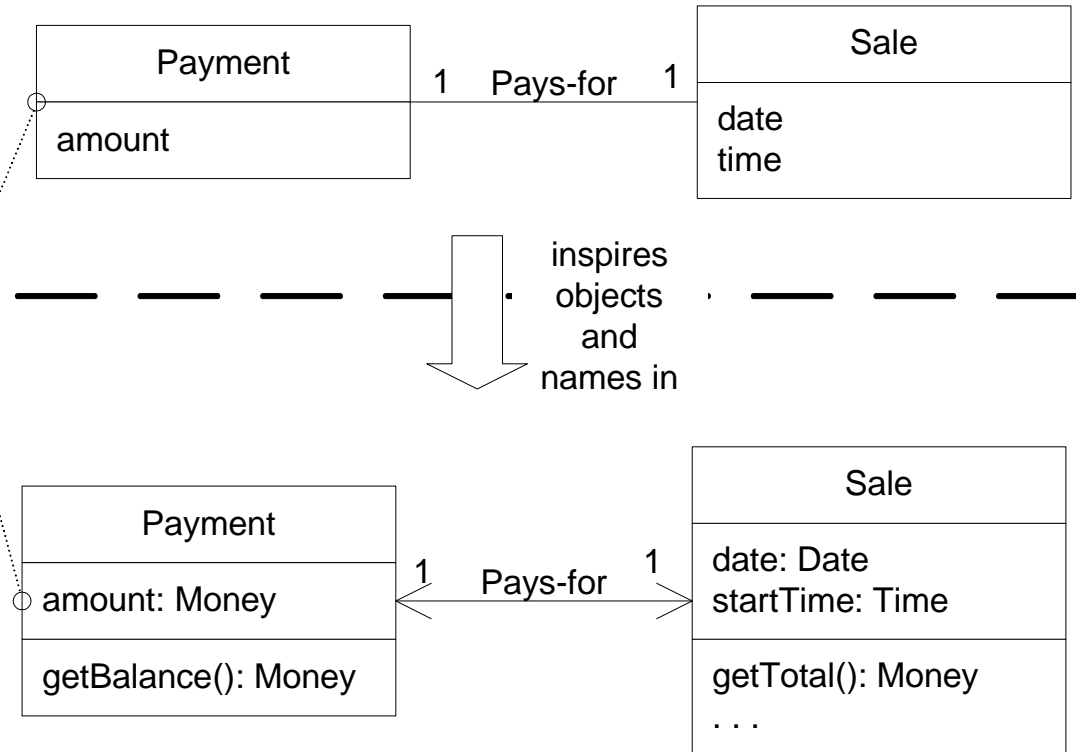 Payment
amount
1 Pays-for 1
Sale
date
time
inspires
objects
and
names in
Payment
amount: Money
getBalance(): Money
1 Pays-for 1
Sale
date: Date
startTime: Time
getTotal(): Money
. . .